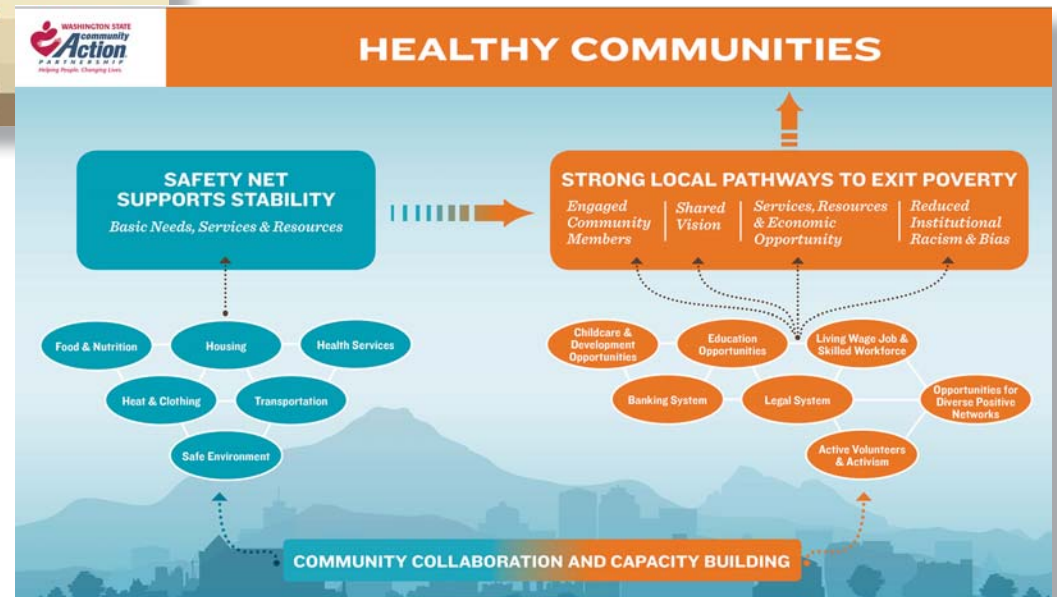 WASHINGTON STATE
community
Action
PARTNERSHIP
Helping People. Changing Lives.
HEALTHY COMMUNITIES
SAFETY NET
SUPPORTS STABILITY
Basic Needs, Services & Resources
STRONG LOCAL PATHWAYS TO EXIT POVERTY
Engaged
Community
Members
Shared
Vision
Services, Resources
& Economic
Opportunity
Reduced
Institutional
Racism & Bias
Food & Nutrition
Housing
Health Services
Heat & Clothing
Transportation
Safe Environment
Childcare &
Development
Opportunities
Education
Opportunities
Living Wage Job &
Skilled Workforce
Banking System
Legal System
Opportunities for
Diverse Positive
Networks
Active Volunteers
& Activism
COMMUNITY COLLABORATION AND CAPACITY BUILDING